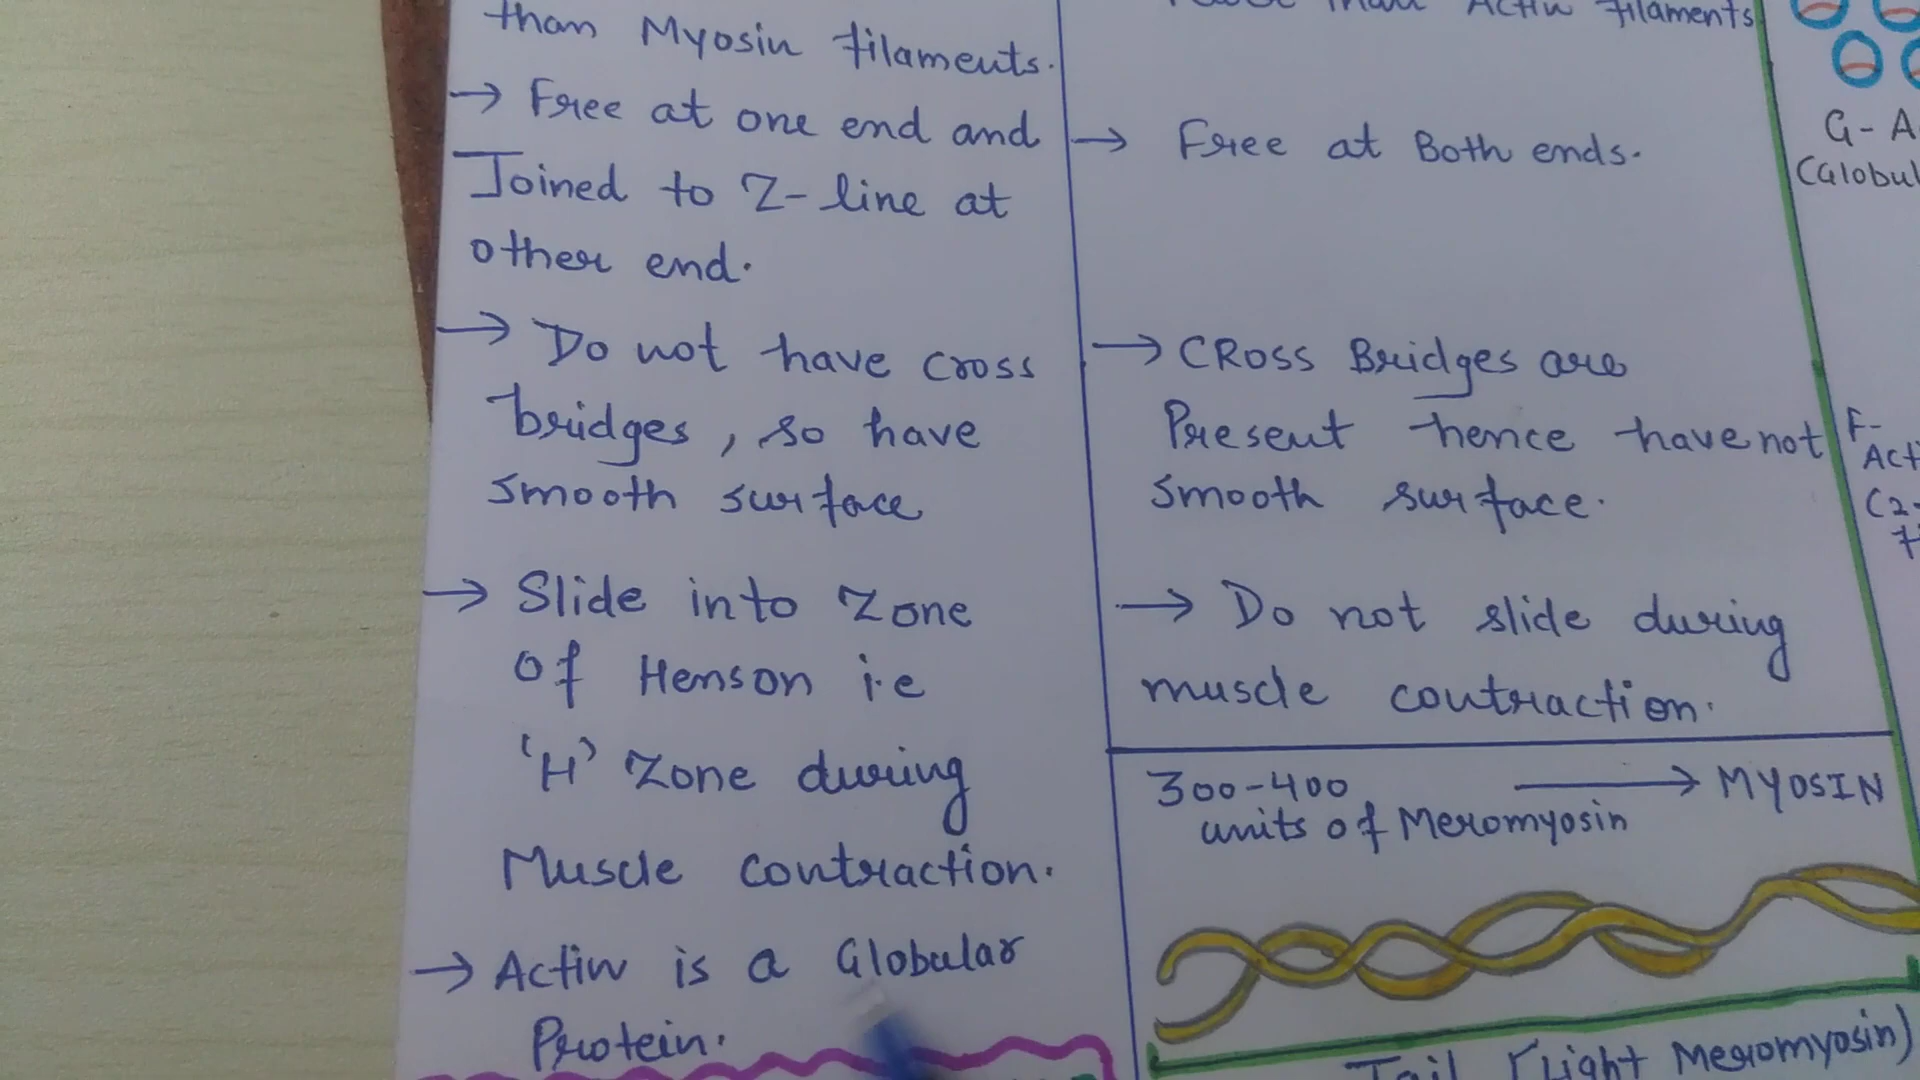 than Myosin filaments.
→ Free at one end and
Joined to Z-line at
other end.
→ Do not have cross
bridges, so have
smooth surface
→ Slide into Zone
of Henson i.e
'H' Zone during
Muscle contraction.
→ Actin is a Globular
Protein.
than Actin filaments
→ Free at Both ends.
→ CROSS Bridges are
Present hence have not
smooth surface.
→ Do not slide during
muscle contraction.
300-400 → MYOSIN
units of Meromyosin
Tail (Light Meromyosin)
G-A
(Globul
F-
Act
(2-